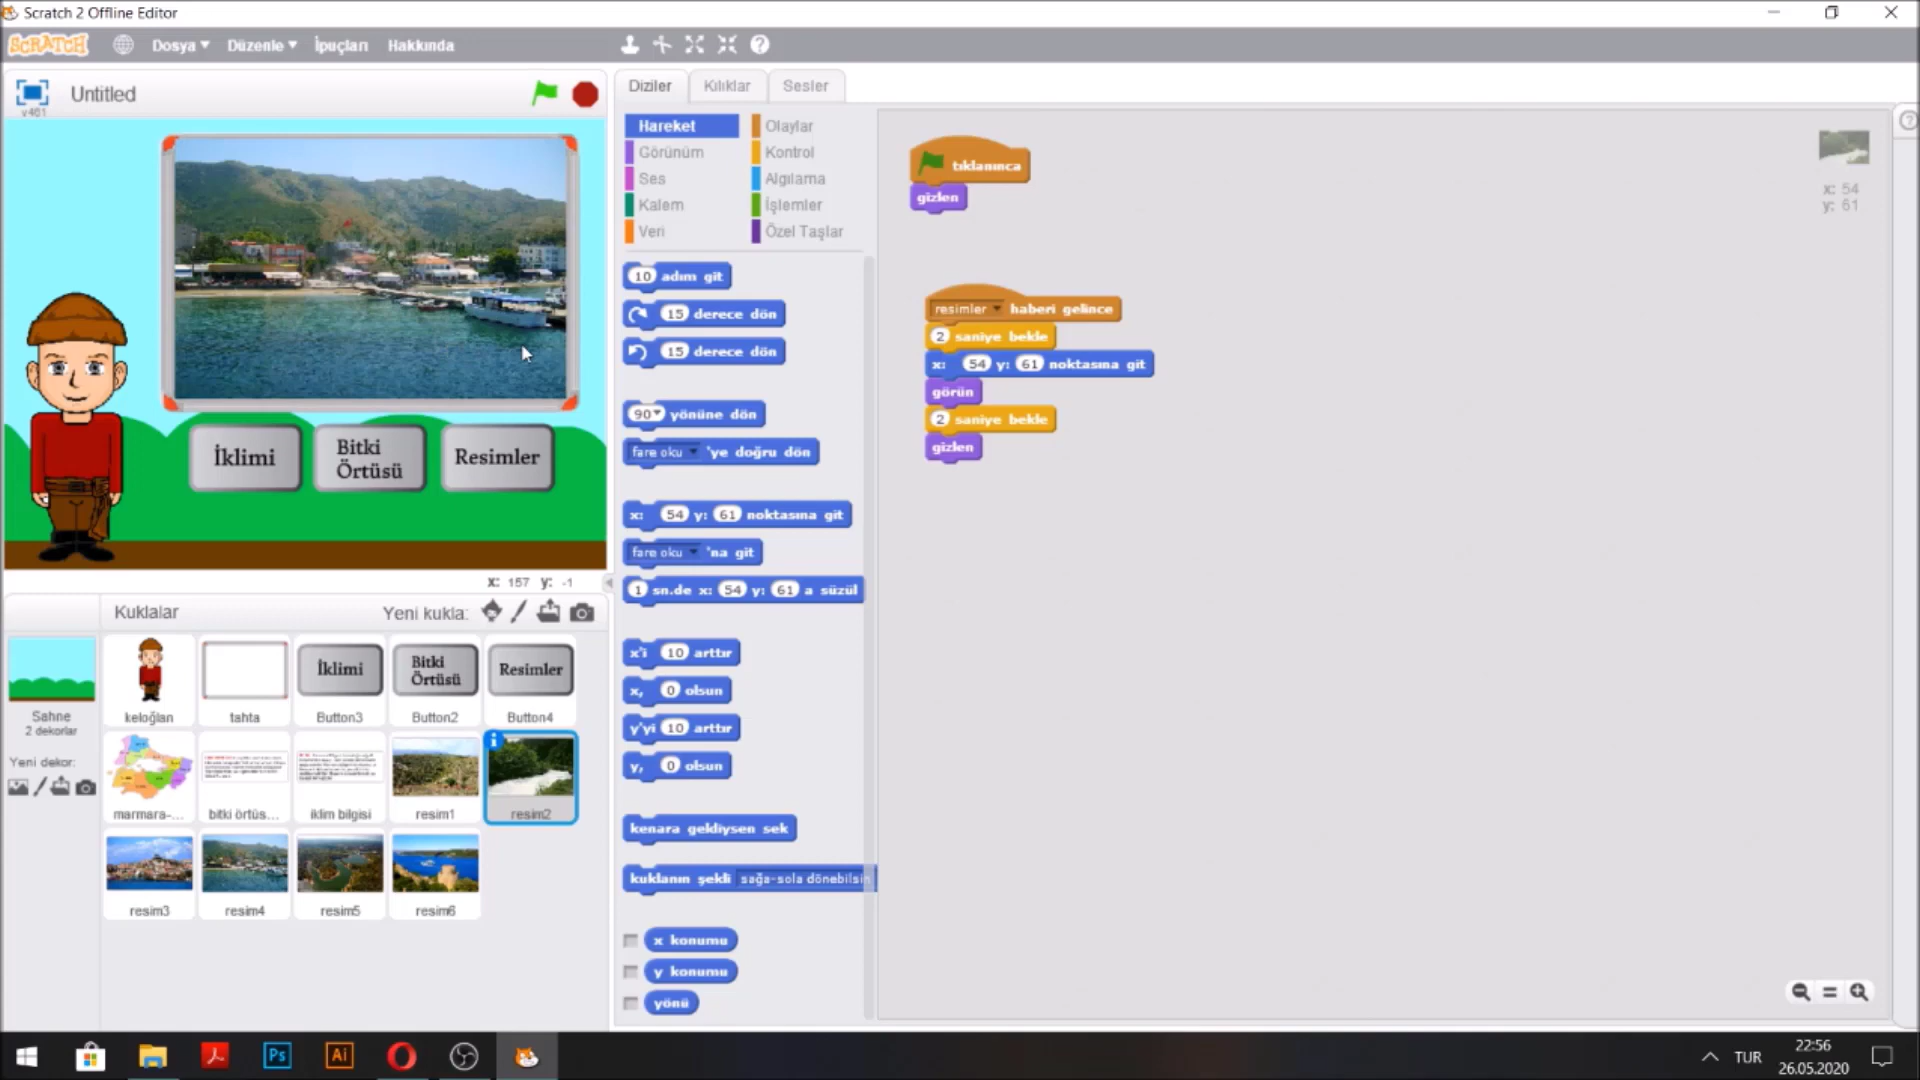 Scratch 2 Offline Editor
SCRATCH Dosya Düzenle İpuçları Hakkında
v461 Untitled
Diziler Kılıklar Sesler
Hareket Olaylar
Görünüm Kontrol
Ses Algılama
Kalem İşlemler
Veri Özel Taşlar
10 adım git
15 derece dön
15 derece dön
90 yönüne dön
fare oku 'ye doğru dön
x: 54 y: 61 noktasına git
fare oku 'na git
1 sn.de x: 54 y: 61 a süzül
x'i 10 arttır
x, 0 olsun
y'yi 10 arttır
y, 0 olsun
kenara geldiysen sek
kuklanın şekli sağa-sola dönebilsin
x konumu
y konumu
yönü
tıklanınca
gizlen
resimler haberi gelince
2 saniye bekle
x: 54 y: 61 noktasına git
görün
2 saniye bekle
gizlen
x: 54
y: 61
İklimi
Bitki
Örtüsü
Resimler
x: 157 y: -1
Kuklalar Yeni kukla:
Sahne
2 dekorlar
Yeni dekor:
İklimi
Bitki
Örtüsü
Resimler
keloğlan tahta Button3 Button2 Button4
marmara-... bitki örtüs... iklim bilgisi resim1 resim2
resim3 resim4 resim5 resim6
Ps Ai
TUR
22:56
26.05.2020